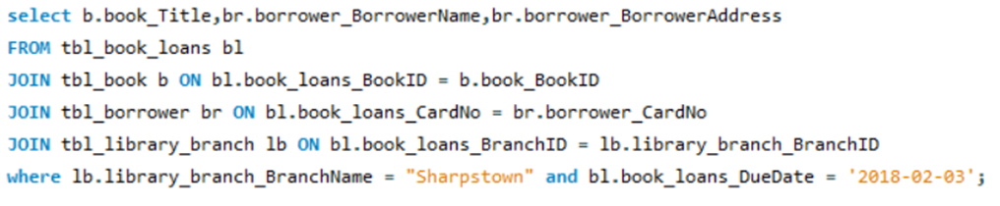 select b.book_Title,br.borrower_BorrowerName,br.borrower_BorrowerAddress
FROM tbl_book_loans bl
JOIN tbl_book b ON bl.book_loans_BookID = b.book_BookID
JOIN tbl_borrower br ON bl.book_loans_CardNo = br.borrower_CardNo
JOIN tbl_library_branch lb ON bl.book_loans_BranchID = lb.library_branch_BranchID
where lb.library_branch_BranchName = "Sharpstown" and bl.book_loans_DueDate = '2018-02-03';